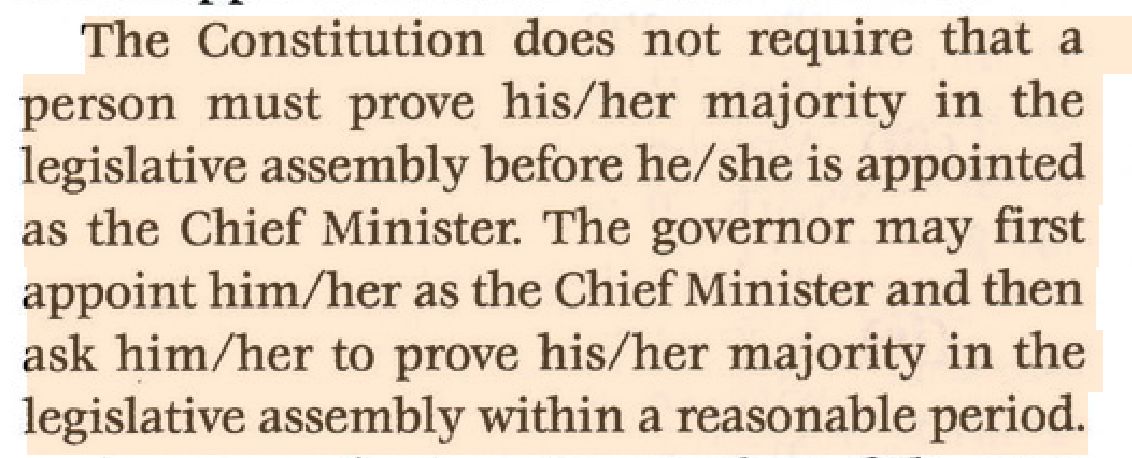 The Constitution does not require that a
person must prove his/her majority in the
legislative assembly before he/she is appointed
as the Chief Minister. The governor may first
appoint him/her as the Chief Minister and then
ask him/her to prove his/her majority in the
legislative assembly within a reasonable period.